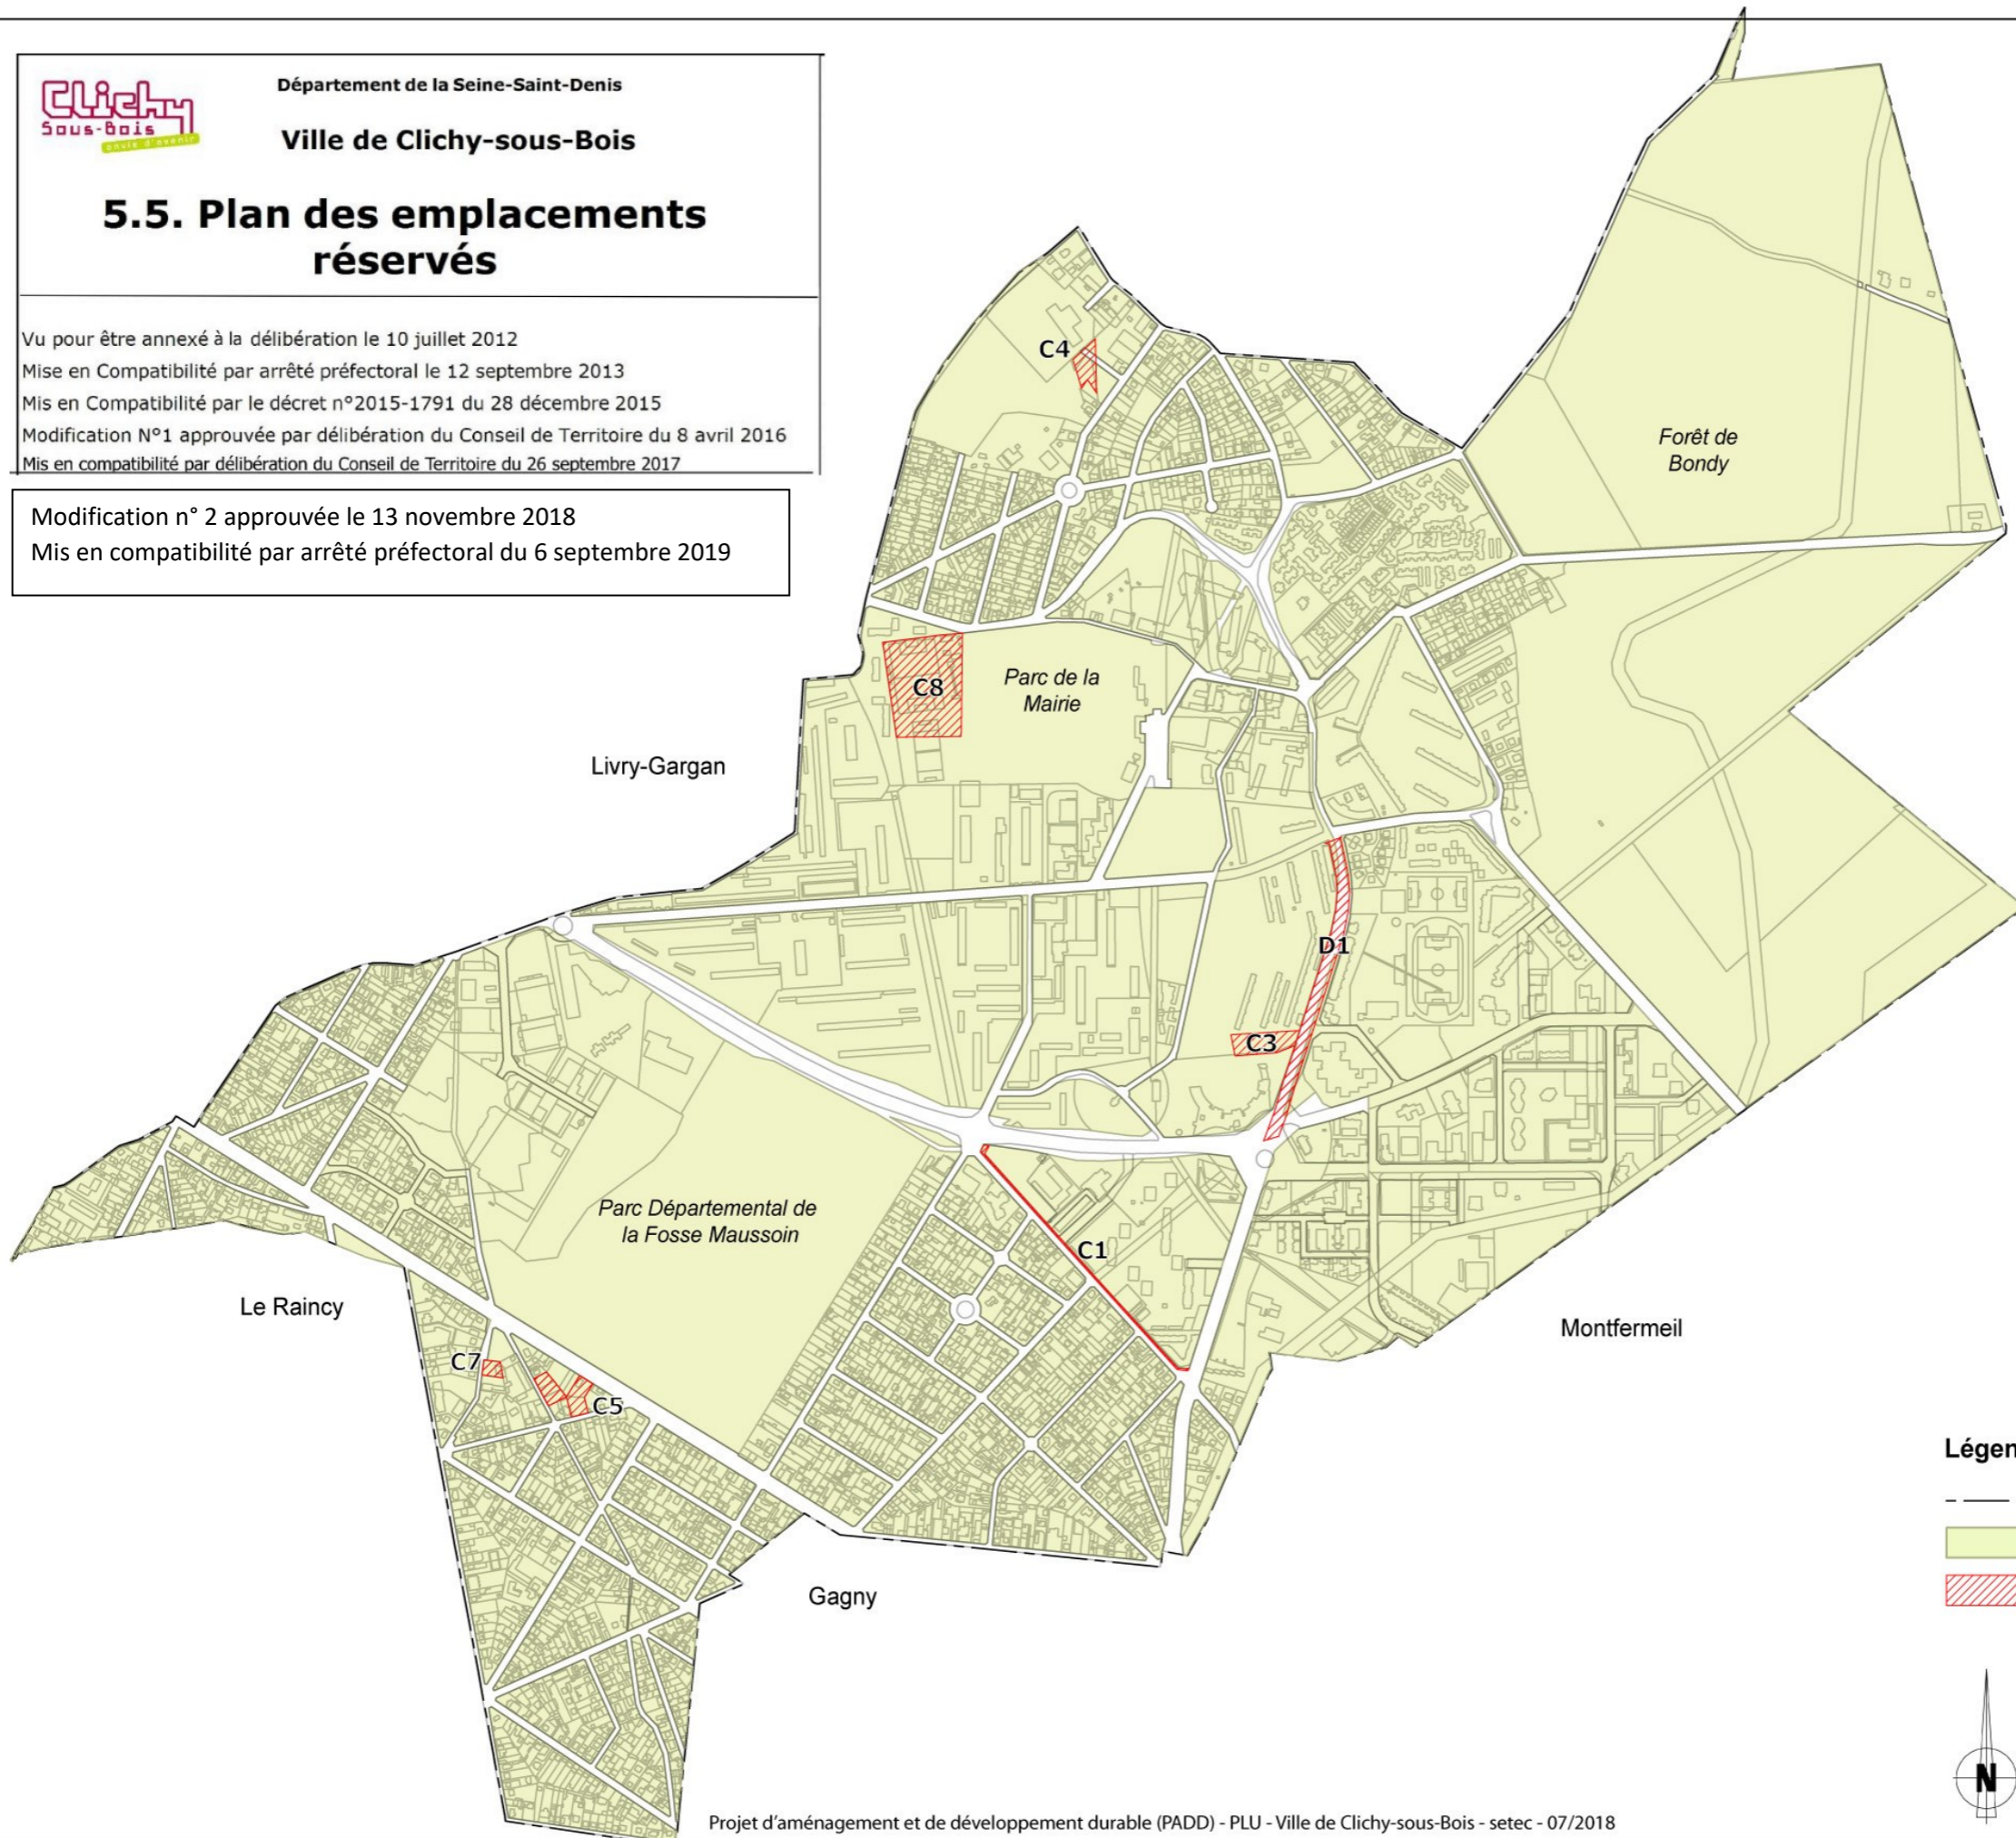 Clichy
Sous-Bois
envie d'avenir
Département de la Seine-Saint-Denis
Ville de Clichy-sous-Bois
5.5. Plan des emplacements
réservés
Vu pour être annexé à la délibération le 10 juillet 2012
Mise en Compatibilité par arrêté préfectoral le 12 septembre 2013
Mis en Compatibilité par le décret n°2015-1791 du 28 décembre 2015
Modification N°1 approuvée par délibération du Conseil de Territoire du 8 avril 2016
Mis en compatibilité par délibération du Conseil de Territoire du 26 septembre 2017
Modification n° 2 approuvée le 13 novembre 2018
Mis en compatibilité par arrêté préfectoral du 6 septembre 2019
C4
Forêt de
Bondy
C8
Parc de la
Mairie
Livry-Gargan
D1
C3
Parc Départemental de
la Fosse Maussoin
C1
Le Raincy
Montfermeil
C7
C5
Légen
Gagny
N
Projet d'aménagement et de développement durable (PADD) - PLU - Ville de Clichy-sous-Bois - setec - 07/2018